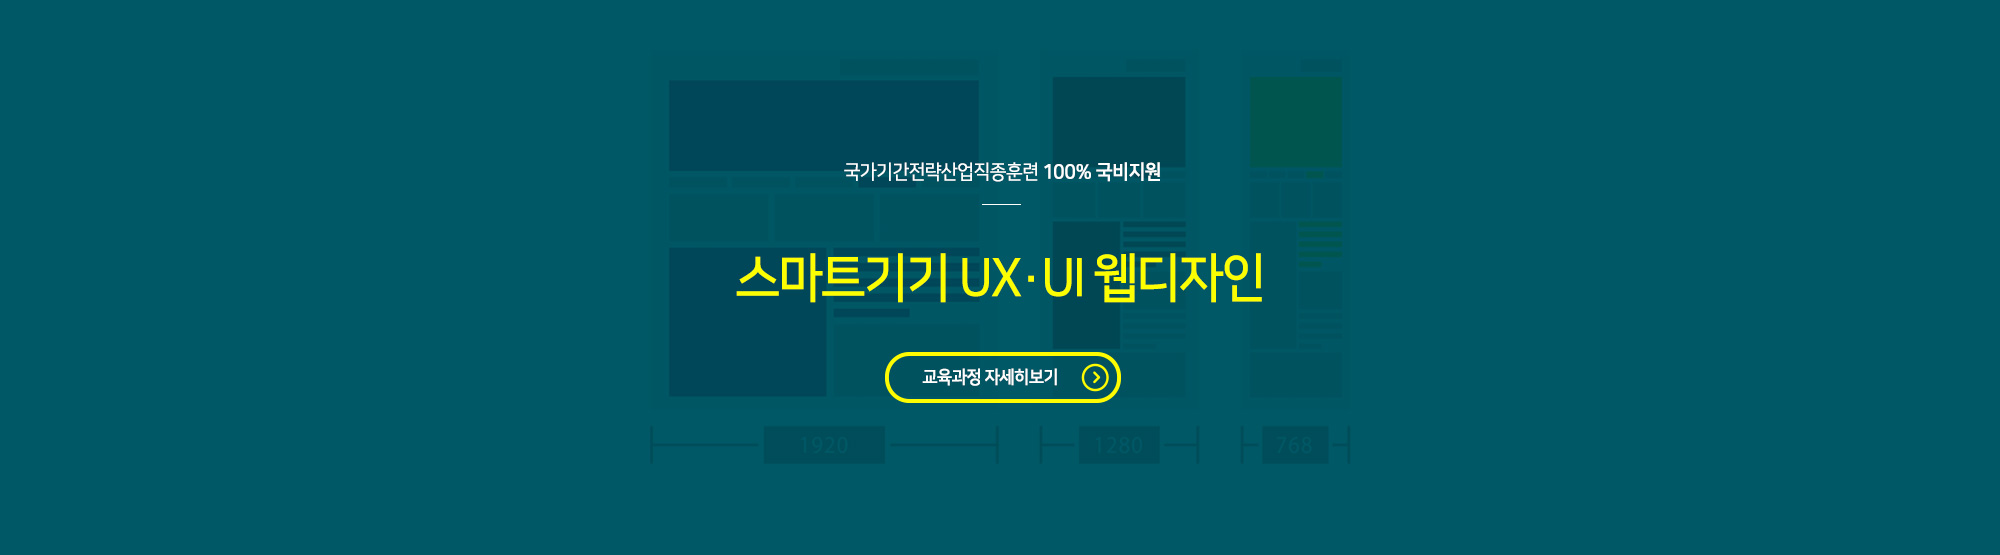 국가기간전략산업직종훈련 100% 국비지원
스마트기기 UX·UI 웹디자인
교육과정 자세히보기
1920
1280
768